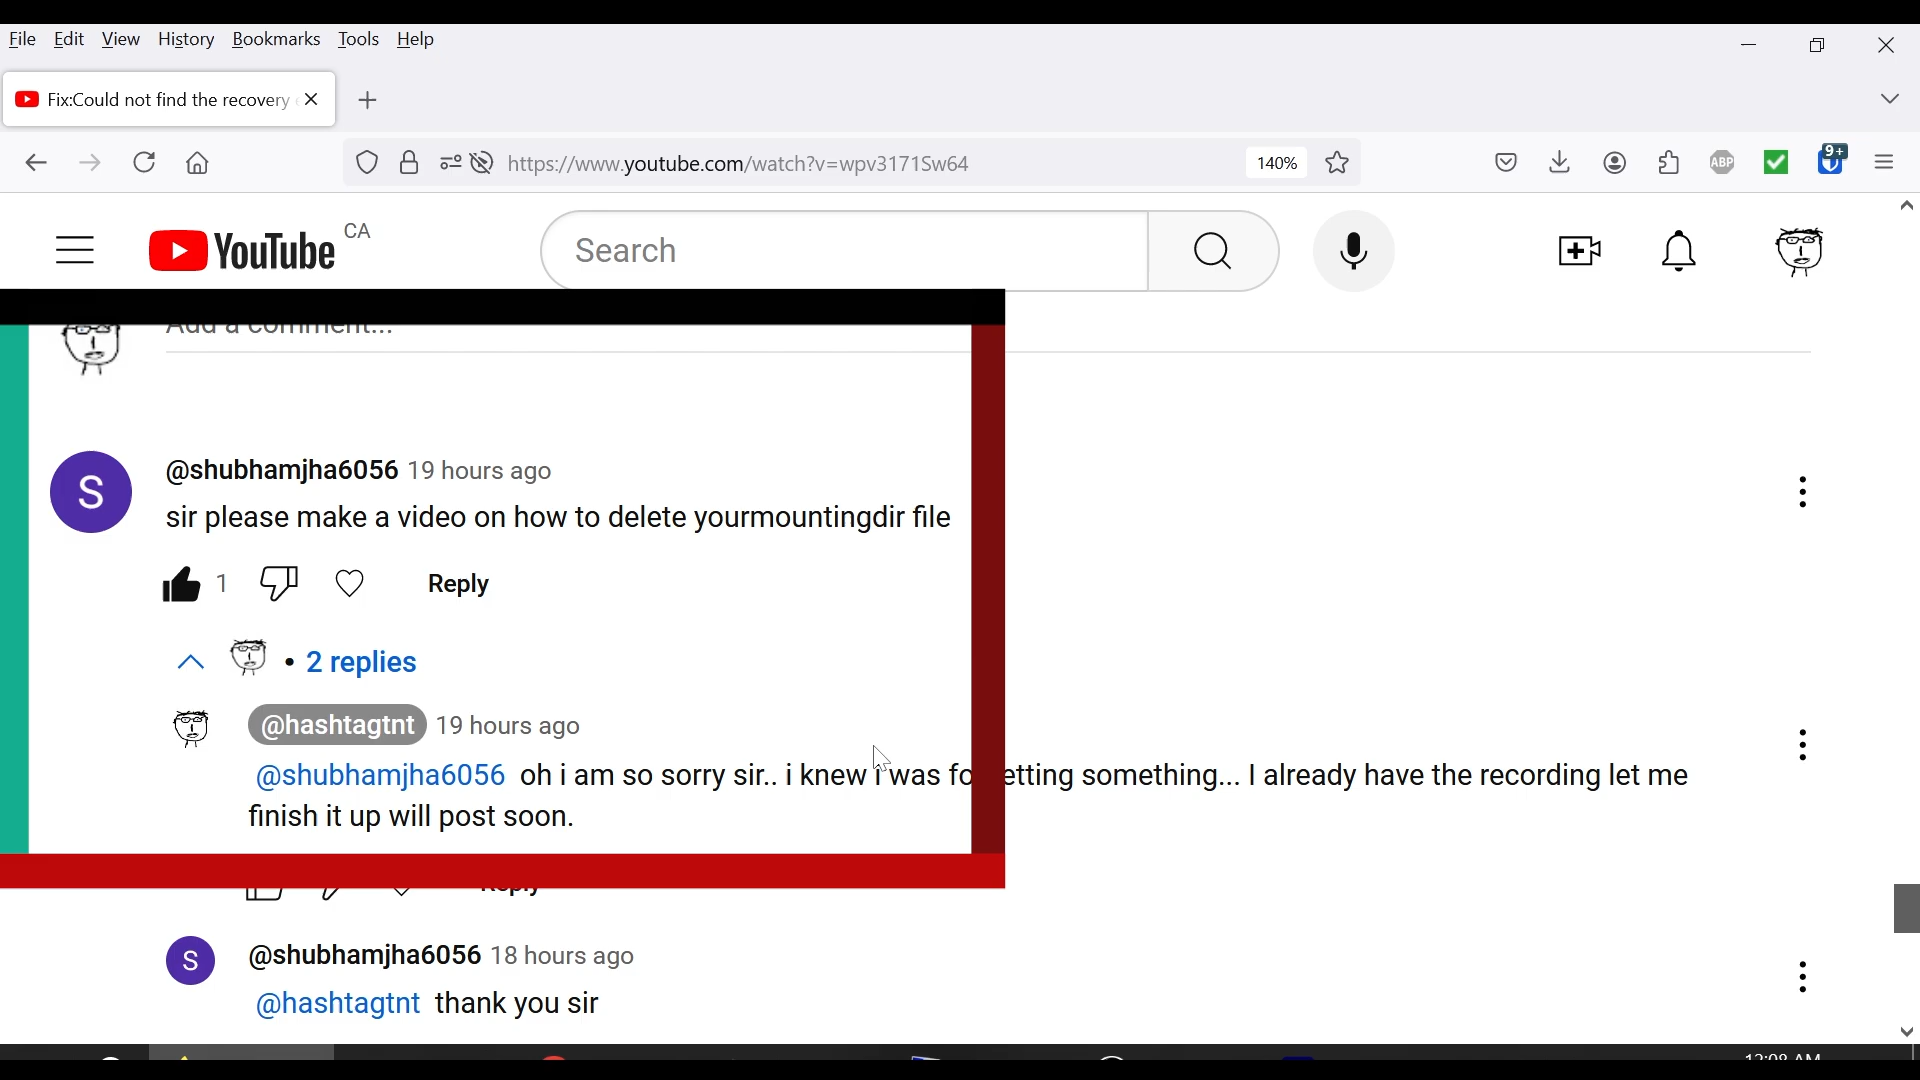 File Edit View History Bookmarks Tools Help
Fix:Could not find the recovery
https://www.youtube.com/watch?v=wpv3171Sw64
140%
ABP
9+
YouTube CA
Search
Add a comment...
S
@shubhamjha6056 19 hours ago
sir please make a video on how to delete yourmountingdir file
1 Reply
• 2 replies
@hashtagtnt 19 hours ago
@shubhamjha6056 oh i am so sorry sir.. i knew i was fo etting something... I already have the recording let me
finish it up will post soon.
Reply
S
@shubhamjha6056 18 hours ago
@hashtagtnt thank you sir
12:08 AM